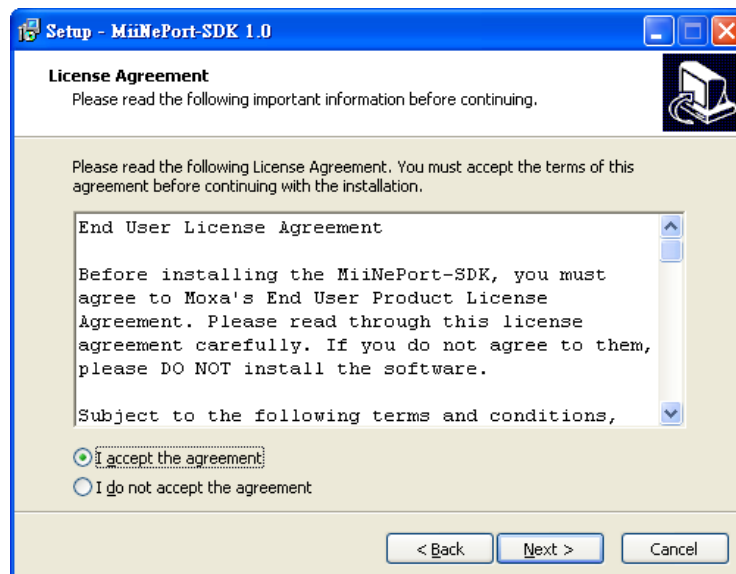 Setup - MiiNePort-SDK 1.0
License Agreement
Please read the following important information before continuing.
Please read the following License Agreement. You must accept the terms of this
agreement before continuing with the installation.
End User License Agreement
Before installing the MiiNePort-SDK, you must
agree to Moxa's End User Product License
Agreement. Please read through this license
agreement carefully. If you do not agree to them,
please DO NOT install the software.
Subject to the following terms and conditions,
I accept the agreement
I do not accept the agreement
< Back Next > Cancel